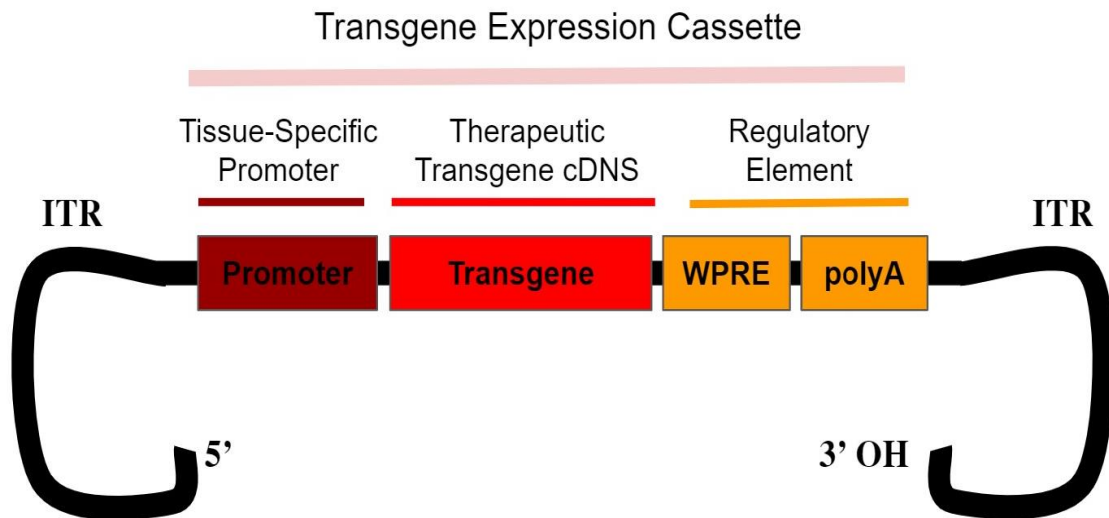 Transgene Expression Cassette
Tissue-Specific
Promoter
Therapeutic
Transgene cDNS
Regulatory
Element
ITR
ITR
Promoter
Transgene
WPRE
polyA
5’
3’ OH